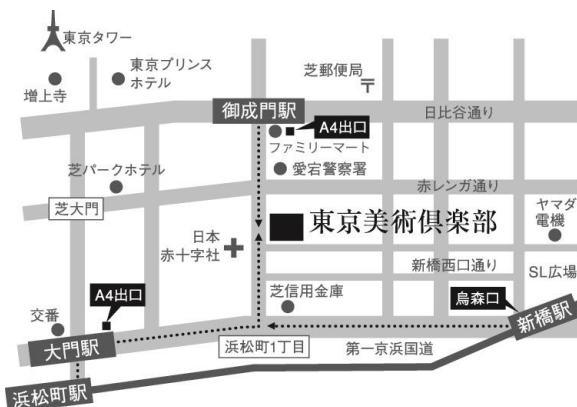 東京タワー
東京プリンス
ホテル
増上寺
芝郵便局
御成門駅
日比谷通り
A4出口
ファミリーマート
愛宕警察署
芝パークホテル
赤レンガ通り
芝大門
東京美術倶楽部
ヤマダ
電機
日本
赤十字社
新橋西口通り
SL広場
A4出口
芝信用金庫
烏森口
交番
新橋駅
大門駅
浜松町1丁目
第一京浜国道
浜松町駅